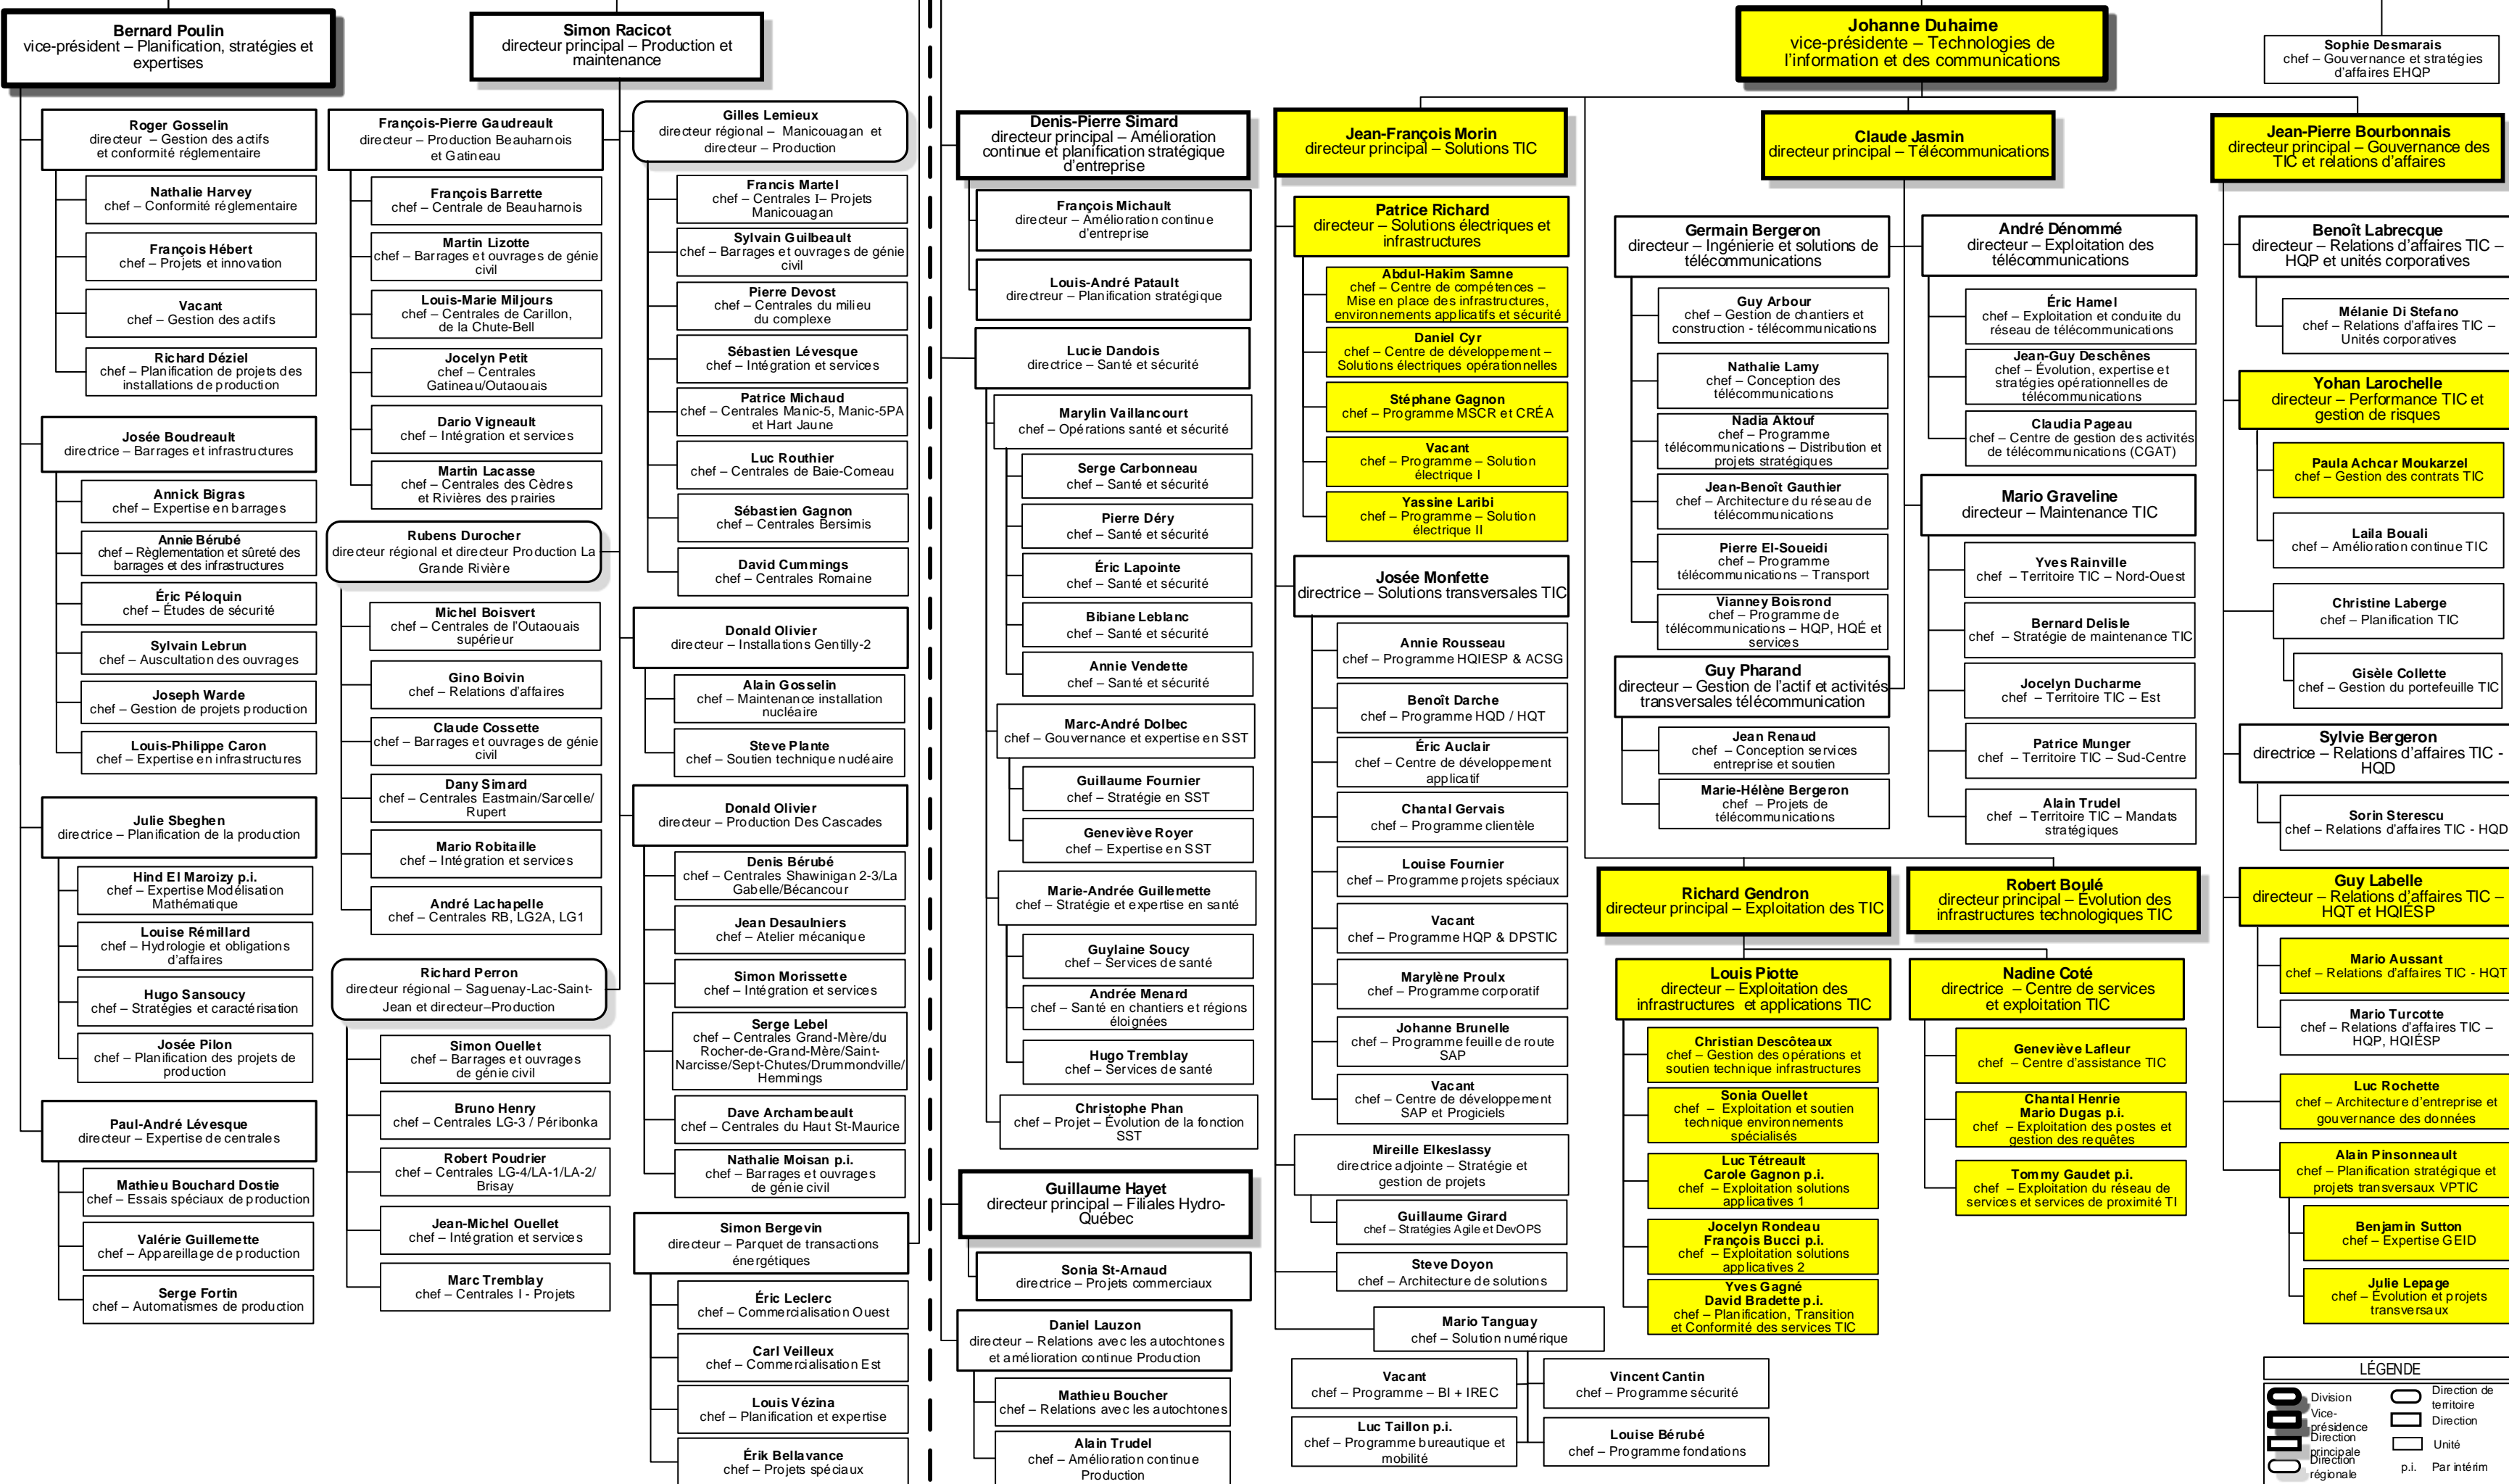 Bernard Poulin
vice-président – Planification, stratégies et
expertises
Roger Gosselin
directeur – Gestion des actifs
et conformité réglementaire
Nathalie Harvey
chef – Conformité réglementaire
François Hébert
chef – Projets et innovation
Vacant
chef – Gestion des actifs
Richard Déziel
chef – Planification de projets des
installations de production
Josée Boudreault
directrice – Barrages et infrastructures
Annick Bigras
chef – Expertise en barrages
Annie Bérubé
chef – Règlementation et sûreté des
barrages et des infrastructures
Éric Péloquin
chef – Études de sécurité
Sylvain Lebrun
chef – Auscultation des ouvrages
Joseph Warde
chef – Gestion de projets production
Louis-Philippe Caron
chef – Expertise en infrastructures
Julie Sbeghen
directrice – Planification de la production
Hind El Maroizy p.i.
chef – Expertise Modélisation
Mathématique
Louise Rémillard
chef – Hydrologie et obligations
d'affaires
Hugo Sansoucy
chef – Stratégies et caractérisation
Josée Pilon
chef – Planification des projets de
production
Paul-André Lévesque
directeur – Expertise de centrales
Mathieu Bouchard Dostie
chef – Essais spéciaux de production
Valérie Guillemette
chef – Appareillage de production
Serge Fortin
chef – Automatismes de production
Simon Racicot
directeur principal – Production et
maintenance
François-Pierre Gaudreault
directeur – Production Beauharnois
et Gatineau
François Barrette
chef – Centrale de Beauharnois
Martin Lizotte
chef – Barrages et ouvrages de génie
civil
Louis-Marie Miljours
chef – Centrales de Carillon,
de la Chute-Bell
Jocelyn Petit
chef – Centrales
Gatineau/Outaouais
Dario Vigneault
chef – Intégration et services
Martin Lacasse
chef – Centrales des Cèdres
et Rivières des prairies
Rubens Durocher
directeur régional et directeur Production La
Grande Rivière
Michel Boisvert
chef – Centrales de l'Outaouais
supérieur
Gino Boivin
chef – Relations d'affaires
Claude Cossette
chef – Barrages et ouvrages de génie
civil
Dany Simard
chef – Centrales Eastmain/Sarcelle/
Rupert
Mario Robitaille
chef – Intégration et services
André Lachapelle
chef – Centrales RB, LG2A, LG1
Richard Perron
directeur régional – Saguenay-Lac-Saint-
Jean et directeur–Production
Simon Ouellet
chef – Barrages et ouvrages
de génie civil
Bruno Henry
chef – Centrales LG-3 / Péribonka
Robert Poudrier
chef – Centrales LG-4/LA-1/LA-2/
Brisay
Jean-Michel Ouellet
chef – Intégration et services
Marc Tremblay
chef – Centrales I - Projets
Gilles Lemieux
directeur régional – Manicouagan et
directeur – Production
Francis Martel
chef – Centrales I– Projets
Manicouagan
Sylvain Guilbeault
chef – Barrages et ouvrages de génie
civil
Pierre Devost
chef – Centrales du milieu
du complexe
Sébastien Lévesque
chef – Intégration et services
Patrice Michaud
chef – Centrales Manic-5, Manic-5PA
et Hart Jaune
Luc Routhier
chef – Centrales de Baie-Comeau
Sébastien Gagnon
chef – Centrales Bersimis
David Cummings
chef – Centrales Romaine
Donald Olivier
directeur – Installations Gentilly-2
Alain Gosselin
chef – Maintenance installation
nucléaire
Steve Plante
chef – Soutien technique nucléaire
Donald Olivier
directeur – Production Des Cascades
Denis Bérubé
chef – Centrales Shawinigan 2-3/La
Gabelle/Bécancour
Jean Desaulniers
chef – Atelier mécanique
Simon Morissette
chef – Intégration et services
Serge Lebel
chef – Centrales Grand-Mère/du
Rocher-de-Grand-Mère/Saint-
Narcisse/Sept-Chutes/Drummondville/
Hemmings
Dave Archambeault
chef – Centrales du Haut St-Maurice
Nathalie Moisan p.i.
chef – Barrages et ouvrages
de génie civil
Simon Bergevin
directeur – Parquet de transactions
énergétiques
Éric Leclerc
chef – Commercialisation Ouest
Carl Veilleux
chef – Commercialisation Est
Louis Vézina
chef – Planification et expertise
Érik Bellavance
chef – Projets spéciaux
Denis-Pierre Simard
directeur principal – Amélioration
continue et planification stratégique
d'entreprise
François Michault
directeur – Amélioration continue
d'entreprise
Louis-André Patault
directreur – Planification stratégique
Lucie Dandois
directrice – Santé et sécurité
Marylin Vaillancourt
chef – Opérations santé et sécurité
Serge Carbonneau
chef – Santé et sécurité
Pierre Déry
chef – Santé et sécurité
Éric Lapointe
chef – Santé et sécurité
Bibiane Leblanc
chef – Santé et sécurité
Annie Vendette
chef – Santé et sécurité
Marc-André Dolbec
chef – Gouvernance et expertise en SST
Guillaume Fournier
chef – Stratégie en SST
Geneviève Royer
chef – Expertise en SST
Marie-Andrée Guillemette
chef – Stratégie et expertise en santé
Guylaine Soucy
chef – Services de santé
Andrée Menard
chef – Santé en chantiers et régions
éloignées
Hugo Tremblay
chef – Services de santé
Christophe Phan
chef – Projet – Évolution de la fonction
SST
Guillaume Hayet
directeur principal – Filiales Hydro-
Québec
Sonia St-Arnaud
directrice – Projets commerciaux
Daniel Lauzon
directeur – Relations avec les autochtones
et amélioration continue Production
Mathieu Boucher
chef – Relations avec les autochtones
Alain Trudel
chef – Amélioration continue
Production
Johanne Duhaime
vice-présidente – Technologies de
l'information et des communications
Jean-François Morin
directeur principal – Solutions TIC
Patrice Richard
directeur – Solutions électriques et
infrastructures
Abdul-Hakim Samne
chef – Centre de compétences –
Mise en place des infrastructures,
environnements applicatifs et sécurité
Daniel Cyr
chef – Centre de développement –
Solutions électriques opérationnelles
Stéphane Gagnon
chef – Programme MSCR et CRÉA
Vacant
chef – Programme – Solution
électrique I
Yassine Laribi
chef – Programme – Solution
électrique II
Josée Monfette
directrice – Solutions transversales TIC
Annie Rousseau
chef – Programme HQIESP & ACSG
Benoît Darche
chef – Programme HQD / HQT
Éric Auclair
chef – Centre de développement
applicatif
Chantal Gervais
chef – Programme clientèle
Louise Fournier
chef – Programme projets spéciaux
Vacant
chef – Programme HQP & DPSTIC
Marylène Proulx
chef – Programme corporatif
Johanne Brunelle
chef – Programme feuille de route
SAP
Vacant
chef – Centre de développement
SAP et Progiciels
Mireille Elkeslassy
directrice adjointe – Stratégie et
gestion de projets
Guillaume Girard
chef – Stratégies Agile et DevOPS
Steve Doyon
chef – Architecture de solutions
Mario Tanguay
chef – Solution numérique
Vacant
chef – Programme – BI + IREC
Vincent Cantin
chef – Programme sécurité
Luc Taillon p.i.
chef – Programme bureautique et
mobilité
Louise Bérubé
chef – Programme fondations
Claude Jasmin
directeur principal – Télécommunications
Germain Bergeron
directeur – Ingénierie et solutions de
télécommunications
Guy Arbour
chef – Gestion de chantiers et
construction - télécommunications
Nathalie Lamy
chef – Conception des
télécommunications
Nadia Aktouf
chef – Programme
télécommunications – Distribution et
projets stratégiques
Jean-Benoît Gauthier
chef – Architecture du réseau de
télécommunications
Pierre El-Soueidi
chef – Programme
télécommunications – Transport
Vianney Boisrond
chef – Programme de
télécommunications – HQP, HQÉ et
services
Guy Pharand
directeur – Gestion de l'actif et activités
transversales télécommunication
Jean Renaud
chef – Conception services
entreprise et soutien
Marie-Hélène Bergeron
chef – Projets de
télécommunications
André Dénommé
directeur – Exploitation des
télécommunications
Éric Hamel
chef – Exploitation et conduite du
réseau de télécommunications
Jean-Guy Deschênes
chef – Évolution, expertise et
stratégies opérationnelles de
télécommunications
Claudia Pageau
chef – Centre de gestion des activités
de télécommunications (CGAT)
Mario Graveline
directeur – Maintenance TIC
Yves Rainville
chef – Territoire TIC – Nord-Ouest
Bernard Delisle
chef – Stratégie de maintenance TIC
Jocelyn Ducharme
chef – Territoire TIC – Est
Patrice Munger
chef – Territoire TIC – Sud-Centre
Alain Trudel
chef – Territoire TIC – Mandats
stratégiques
Richard Gendron
directeur principal – Exploitation des TIC
Robert Boulé
directeur principal – Évolution des
infrastructures technologiques TIC
Louis Piotte
directeur – Exploitation des
infrastructures et applications TIC
Christian Descôteaux
chef – Gestion des opérations et
soutien technique infrastructures
Sonia Ouellet
chef – Exploitation et soutien
technique environnements
spécialisés
Luc Tétreault
Carole Gagnon p.i.
chef – Exploitation solutions
applicatives 1
Jocelyn Rondeau
François Bucci p.i.
chef – Exploitation solutions
applicatives 2
Yves Gagné
David Bradette p.i.
chef – Planification, Transition
et Conformité des services TIC
Nadine Coté
directrice – Centre de services
et exploitation TIC
Geneviève Lafleur
chef – Centre d'assistance TIC
Chantal Henrie
Mario Dugas p.i.
chef – Exploitation des postes et
gestion des requêtes
Tommy Gaudet p.i.
chef – Exploitation du réseau de
services et services de proximité TI
Sophie Desmarais
chef – Gouvernance et stratégies
d'affaires EHQP
Jean-Pierre Bourbonnais
directeur principal – Gouvernance des
TIC et relations d'affaires
Benoît Labrecque
directeur – Relations d'affaires TIC –
HQP et unités corporatives
Mélanie Di Stefano
chef – Relations d'affaires TIC –
Unités corporatives
Yohan Larochelle
directeur – Performance TIC et
gestion de risques
Paula Achcar Moukarzel
chef – Gestion des contrats TIC
Laila Bouali
chef – Amélioration continue TIC
Christine Laberge
chef – Planification TIC
Gisèle Collette
chef – Gestion du portefeuille TIC
Sylvie Bergeron
directrice – Relations d'affaires TIC -
HQD
Sorin Sterescu
chef – Relations d'affaires TIC - HQD
Guy Labelle
directeur – Relations d'affaires TIC –
HQT et HQIÉSP
Mario Aussant
chef – Relations d'affaires TIC - HQT
Mario Turcotte
chef – Relations d'affaires TIC –
HQP, HQIÉSP
Luc Rochette
chef – Architecture d'entreprise et
gouvernance des données
Alain Pinsonneault
chef – Planification stratégique et
projets transversaux VPTIC
Benjamin Sutton
chef – Expertise GEID
Julie Lepage
chef – Évolution et projets
transversaux
LÉGENDE
Division
Vice-
présidence
Direction
principale
Direction
régionale
Direction de
territoire
Direction
Unité
p.i. Par intérim